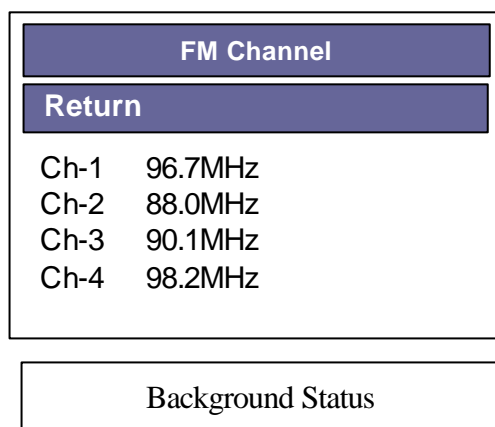 FM Channel
Return
Ch-1 96.7MHz
Ch-2 88.0MHz
Ch-3 90.1MHz
Ch-4 98.2MHz
Background Status